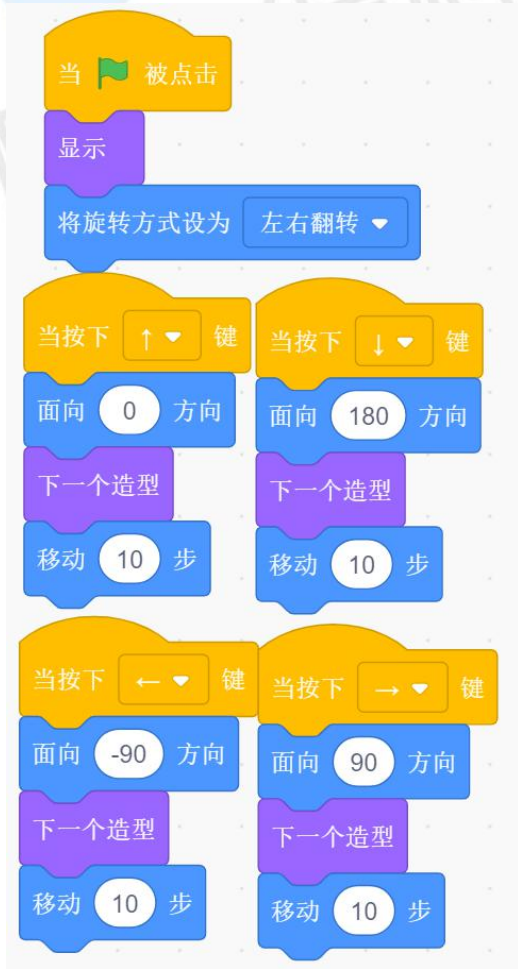 当 被点击
显示
将旋转方式设为 左右翻转
当按下 ↑ 键
面向 0 方向
下一个造型
移动 10 步
当按下 ↓ 键
面向 180 方向
下一个造型
移动 10 步
当按下 ← 键
面向 -90 方向
下一个造型
移动 10 步
当按下 → 键
面向 90 方向
下一个造型
移动 10 步